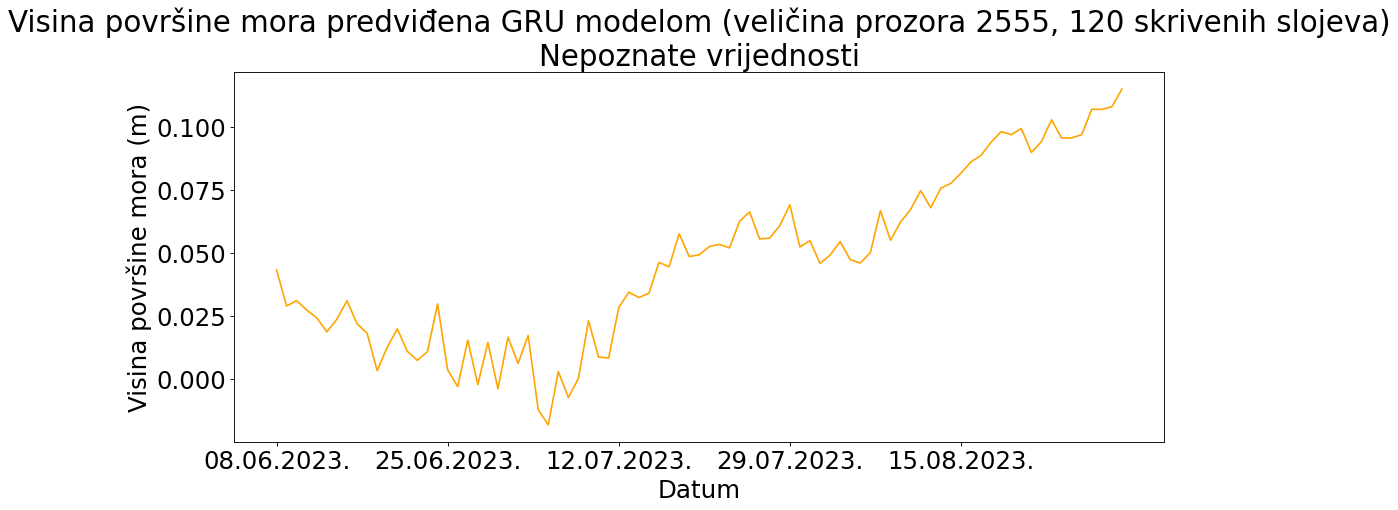 Visina površine mora predviđena GRU modelom (veličina prozora 2555, 120 skrivenih slojeva)
Nepoznate vrijednosti
Visina površine mora (m)
0.100
0.075
0.050
0.025
0.000
08.06.2023. 25.06.2023. 12.07.2023. 29.07.2023. 15.08.2023.
Datum